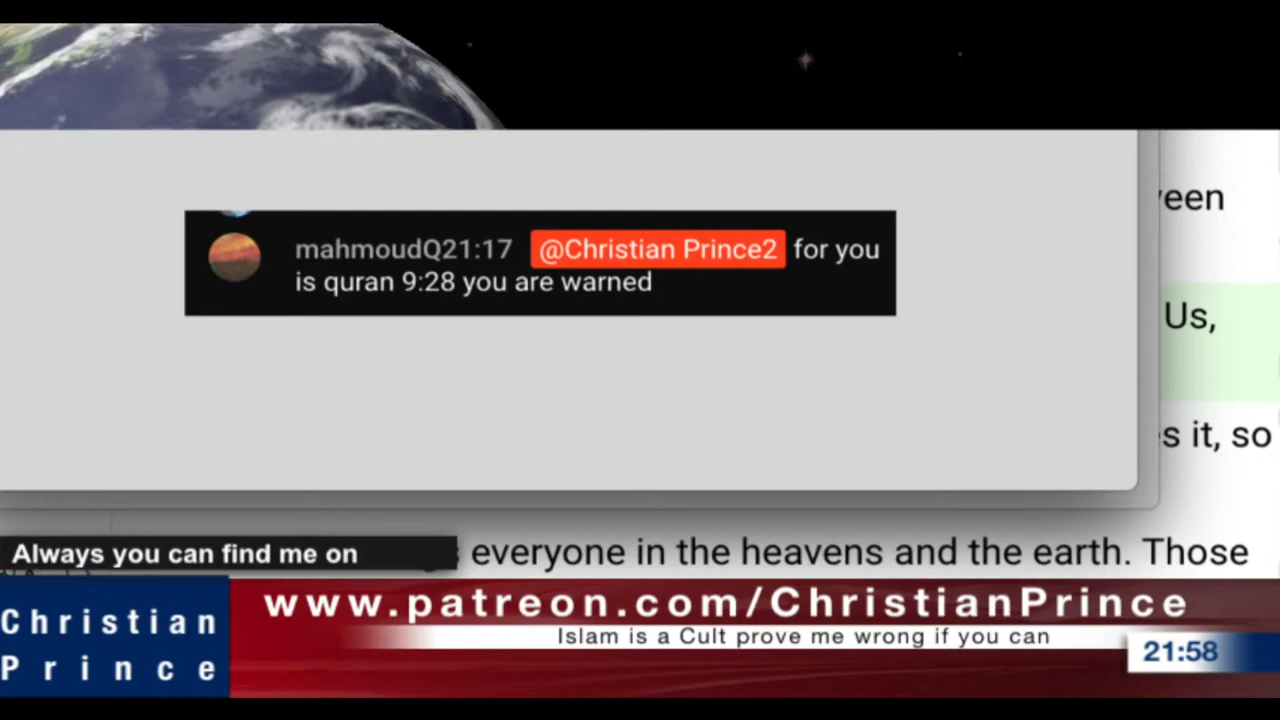 veen
mahmoudQ21:17 @Christian Prince2 for you
is quran 9:28 you are warned
Us,
s it, so
everyone in the heavens and the earth. Those
Always you can find me on
www.patreon.com/ChristianPrince
Christian
Prince
Islam is a Cult prove me wrong if you can
21:58